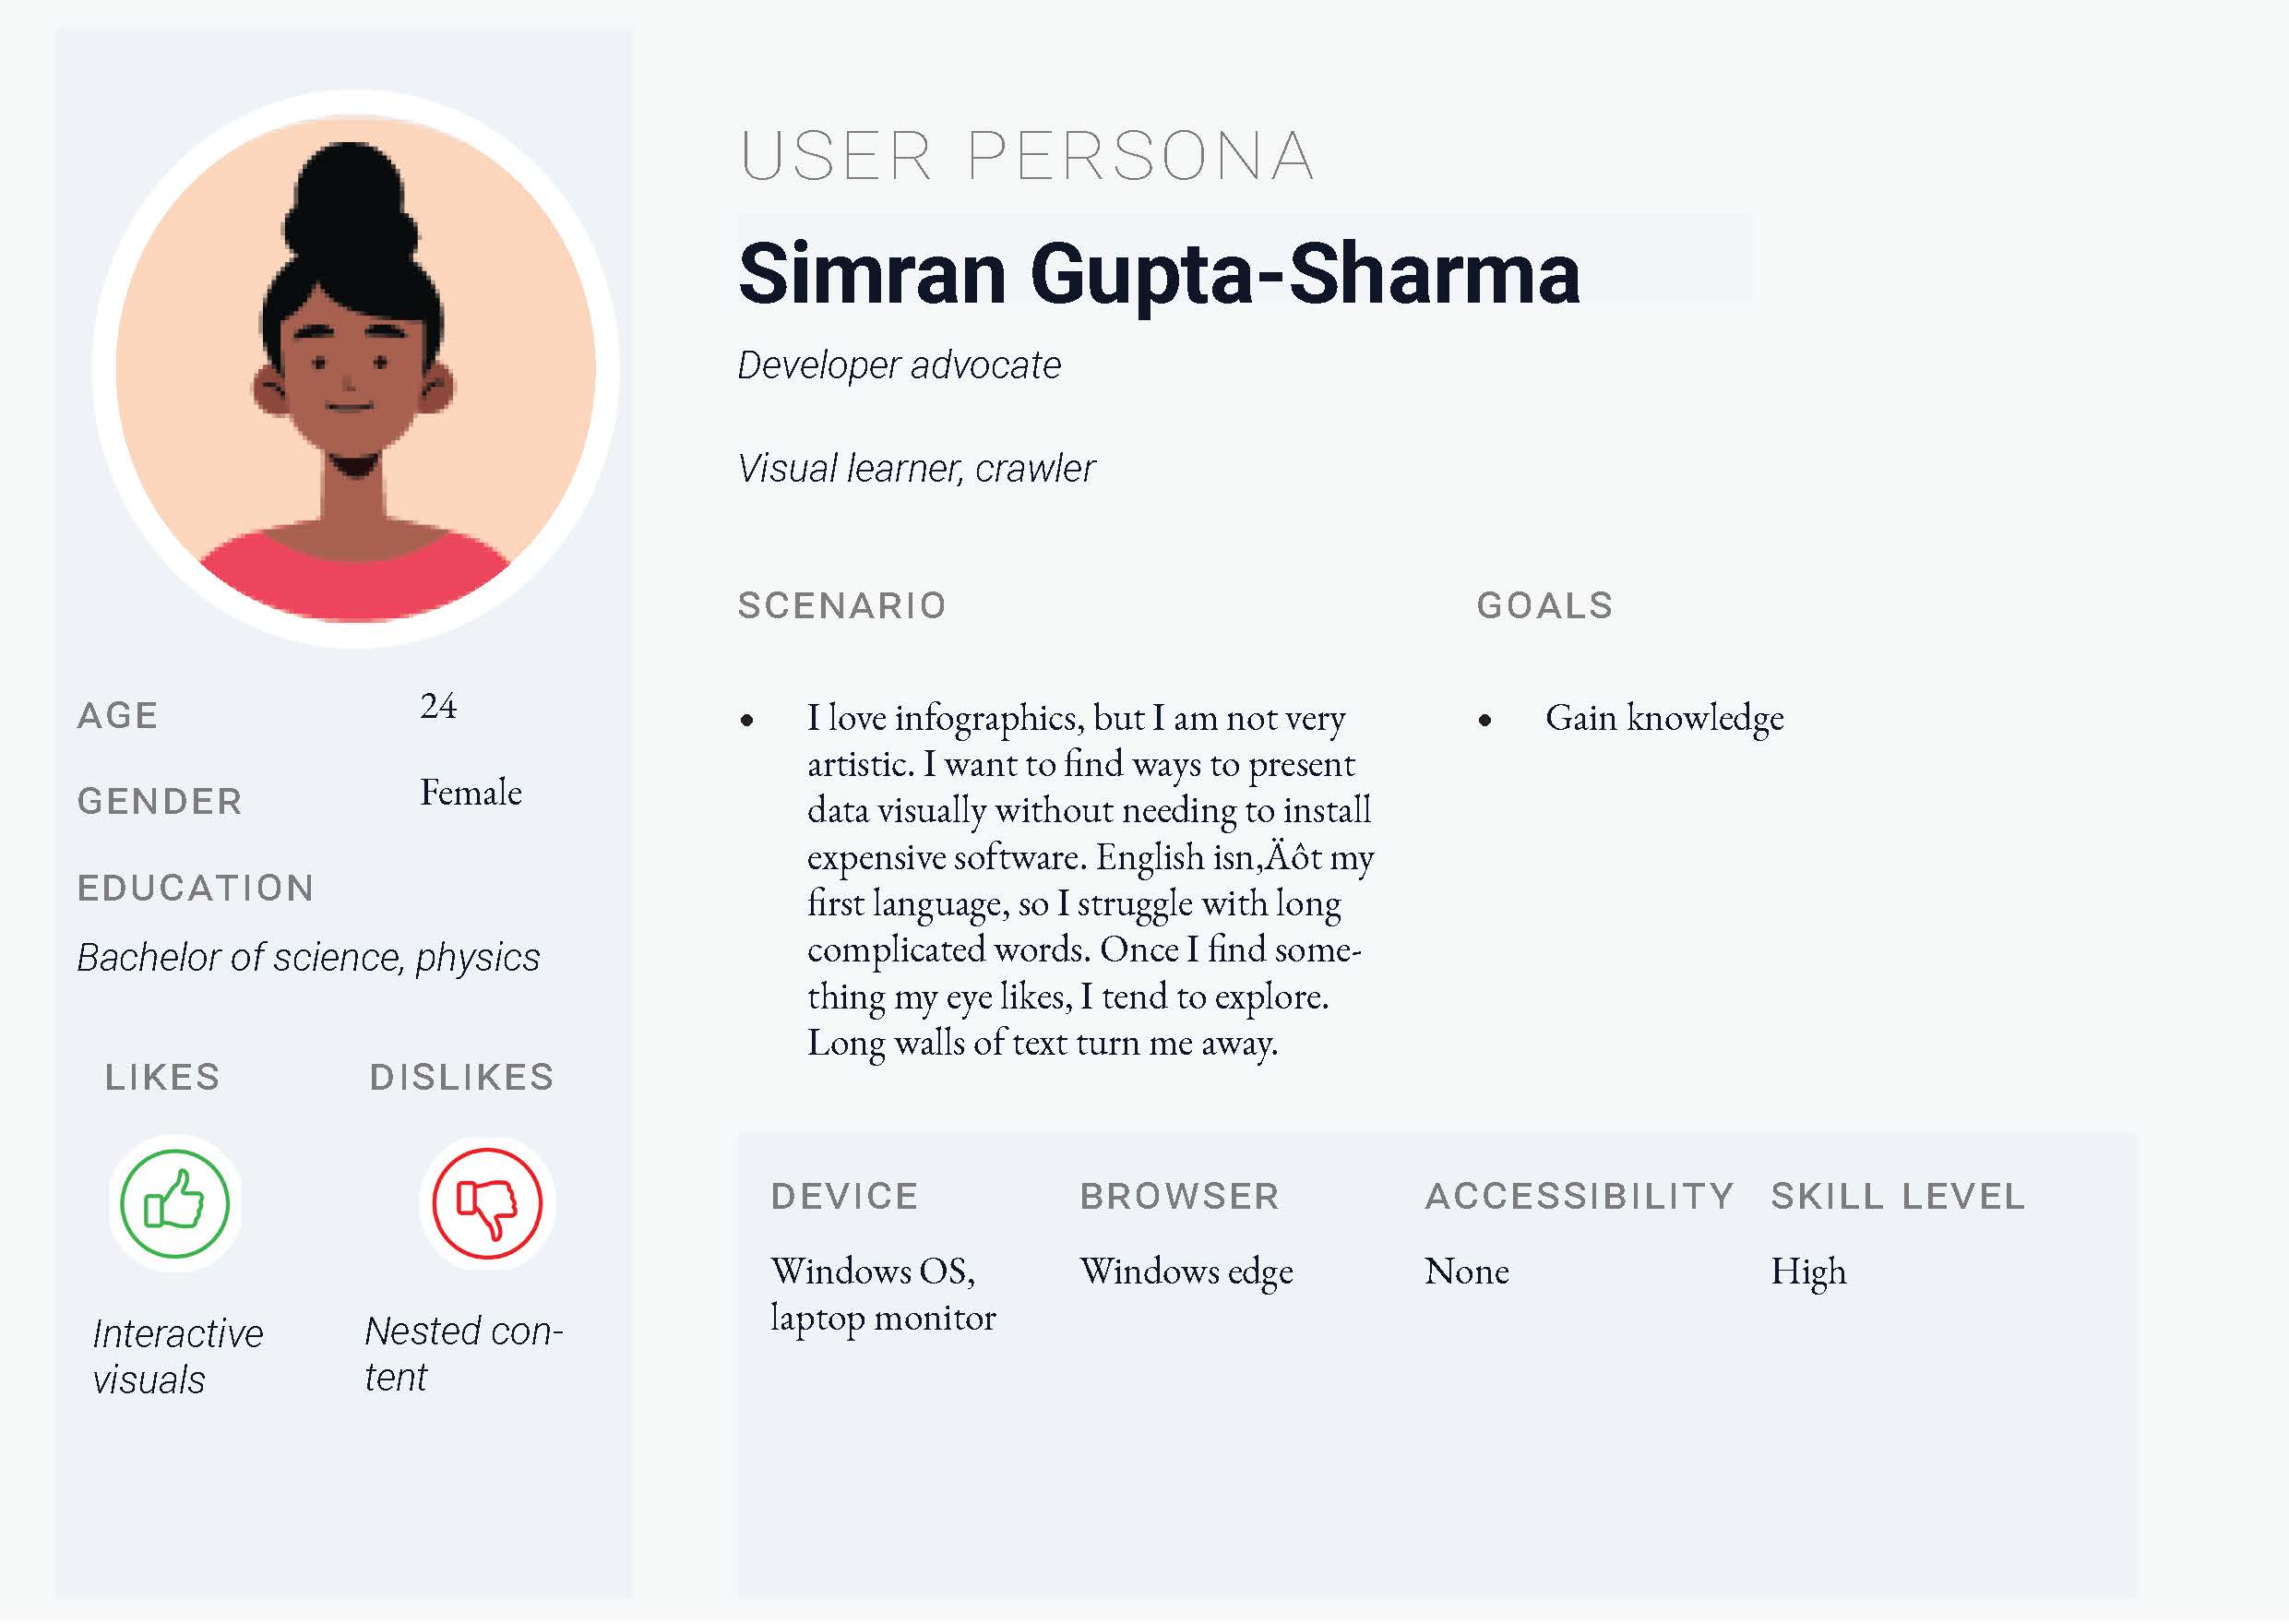 USER PERSONA
Simran Gupta-Sharma
Developer advocate
Visual learner, crawler
AGE
24
GENDER
Female
EDUCATION
Bachelor of science, physics
LIKES
Interactive
visuals
DISLIKES
Nested con-
tent
SCENARIO
• I love infographics, but I am not very
artistic. I want to find ways to present
data visually without needing to install
expensive software. English isn‚Äôt my
first language, so I struggle with long
complicated words. Once I find some-
thing my eye likes, I tend to explore.
Long walls of text turn me away.
GOALS
• Gain knowledge
DEVICE
Windows OS,
laptop monitor
BROWSER
Windows edge
ACCESSIBILITY
None
SKILL LEVEL
High